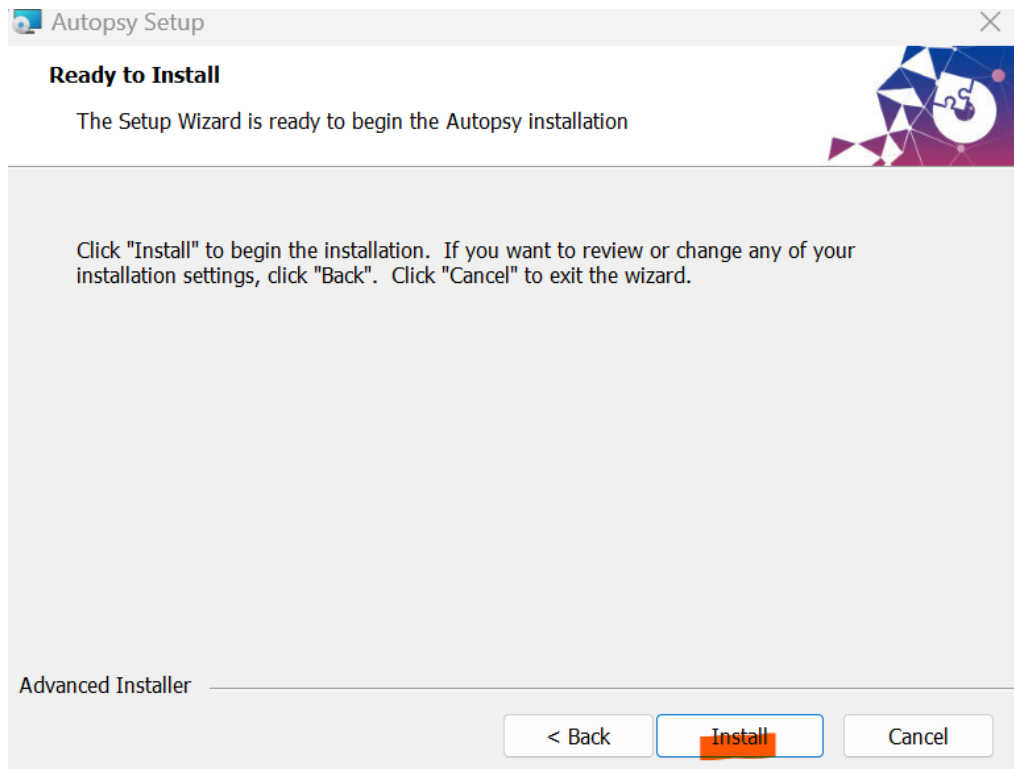 Autopsy Setup
Ready to Install
The Setup Wizard is ready to begin the Autopsy installation
Click "Install" to begin the installation.  If you want to review or change any of your
installation settings, click "Back".  Click "Cancel" to exit the wizard.
Advanced Installer
< Back
Install
Cancel